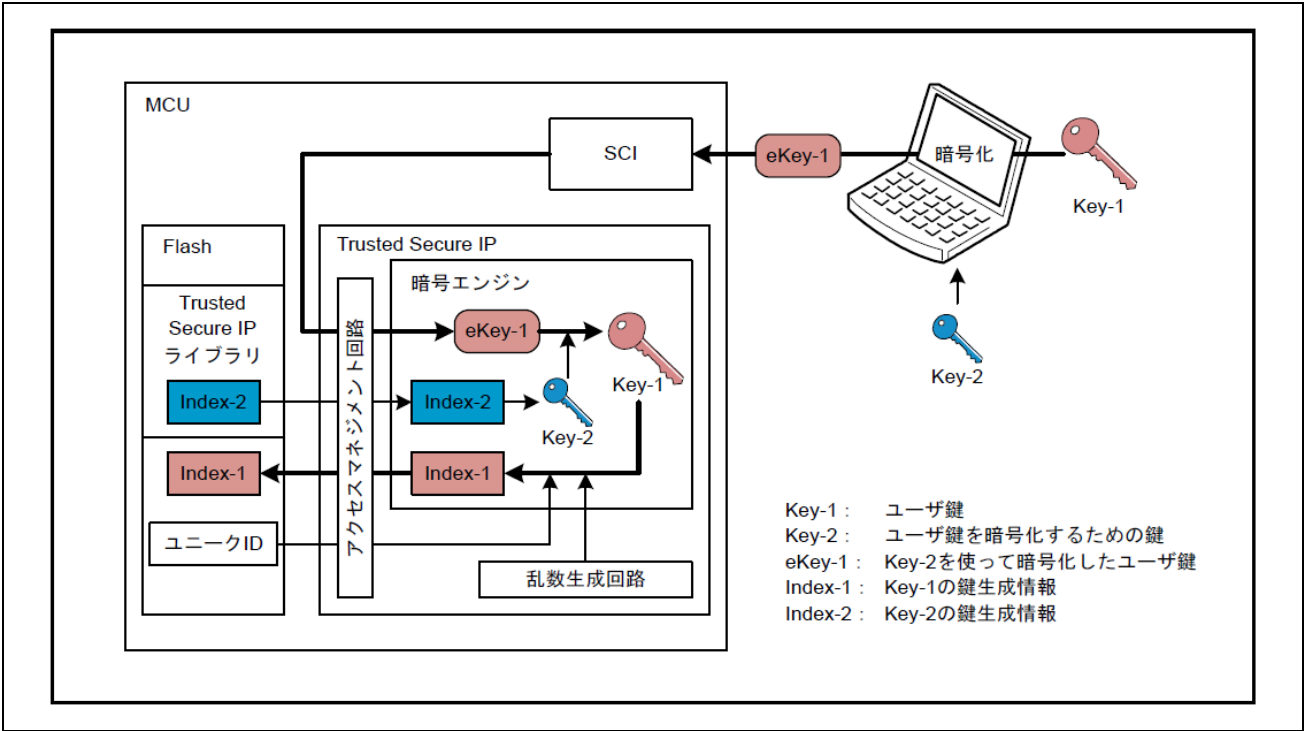 MCU
SCI
eKey-1
暗号化
Key-1
Key-2
Flash
Trusted
Secure IP
ライブラリ
Index-2
Index-1
ユニークID
Trusted Secure IP
アクセスマネジメント回路
暗号エンジン
eKey-1
Key-1
Index-2
Key-2
Index-1
乱数生成回路
Key-1： ユーザ鍵
Key-2： ユーザ鍵を暗号化するための鍵
eKey-1： Key-2を使って暗号化したユーザ鍵
Index-1： Key-1の鍵生成情報
Index-2： Key-2の鍵生成情報